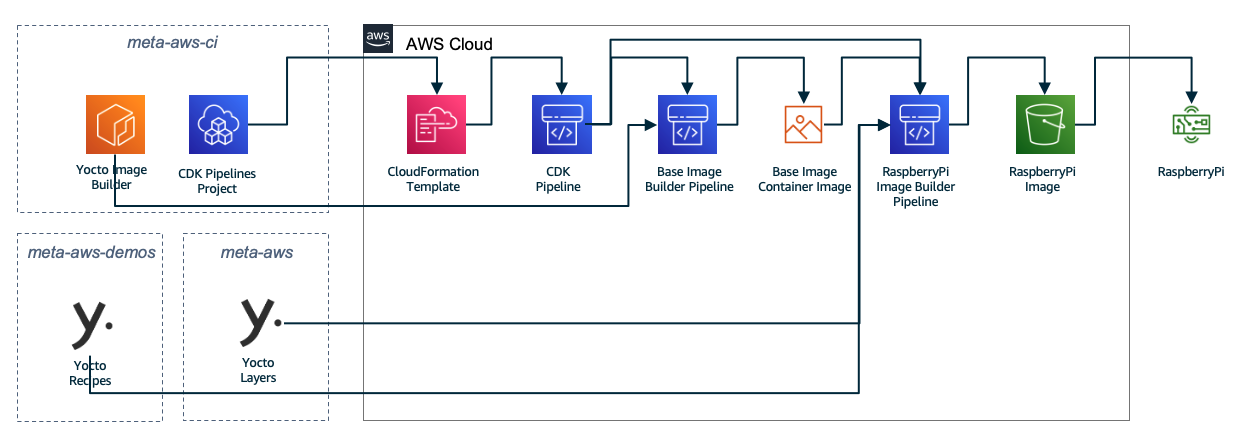 meta-aws-ci
aws
AWS Cloud
Yocto Image
Builder
CDK Pipelines
Project
CloudFormation
Template
CDK
Pipeline
Base Image
Builder Pipeline
Base Image
Container Image
RaspberryPi
Image Builder
Pipeline
RaspberryPi
Image
RaspberryPi
meta-aws-demos
meta-aws
y.
Yocto
Recipes
y.
Yocto
Layers